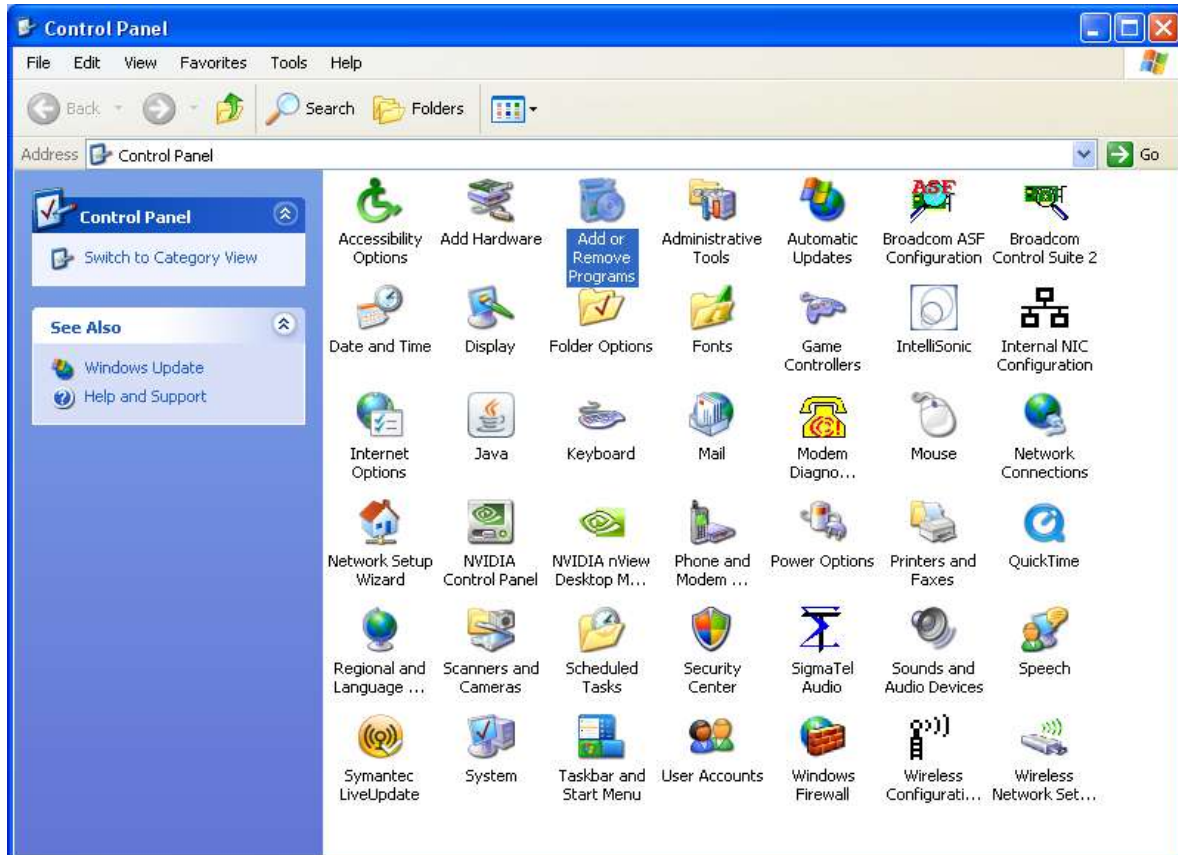 Control Panel
File Edit View Favorites Tools Help
Back Search Folders
Address Control Panel Go
Control Panel
Switch to Category View
See Also
Windows Update
Help and Support
Accessibility Options
Add Hardware
Add or Remove Programs
Administrative Tools
Automatic Updates
ASF
Broadcom ASF Configuration
Broadcom Control Suite 2
Date and Time
Display
Folder Options
Fonts
Game Controllers
IntelliSonic
Internal NIC Configuration
Internet Options
Java
Keyboard
Mail
Modem Diagno...
Mouse
Network Connections
Network Setup Wizard
NVIDIA Control Panel
NVIDIA nView Desktop M...
Phone and Modem ...
Power Options
Printers and Faxes
QuickTime
Regional and Language ...
Scanners and Cameras
Scheduled Tasks
Security Center
SigmaTel Audio
Sounds and Audio Devices
Speech
Symantec LiveUpdate
System
Taskbar and Start Menu
User Accounts
Windows Firewall
Wireless Configurati...
Wireless Network Set...